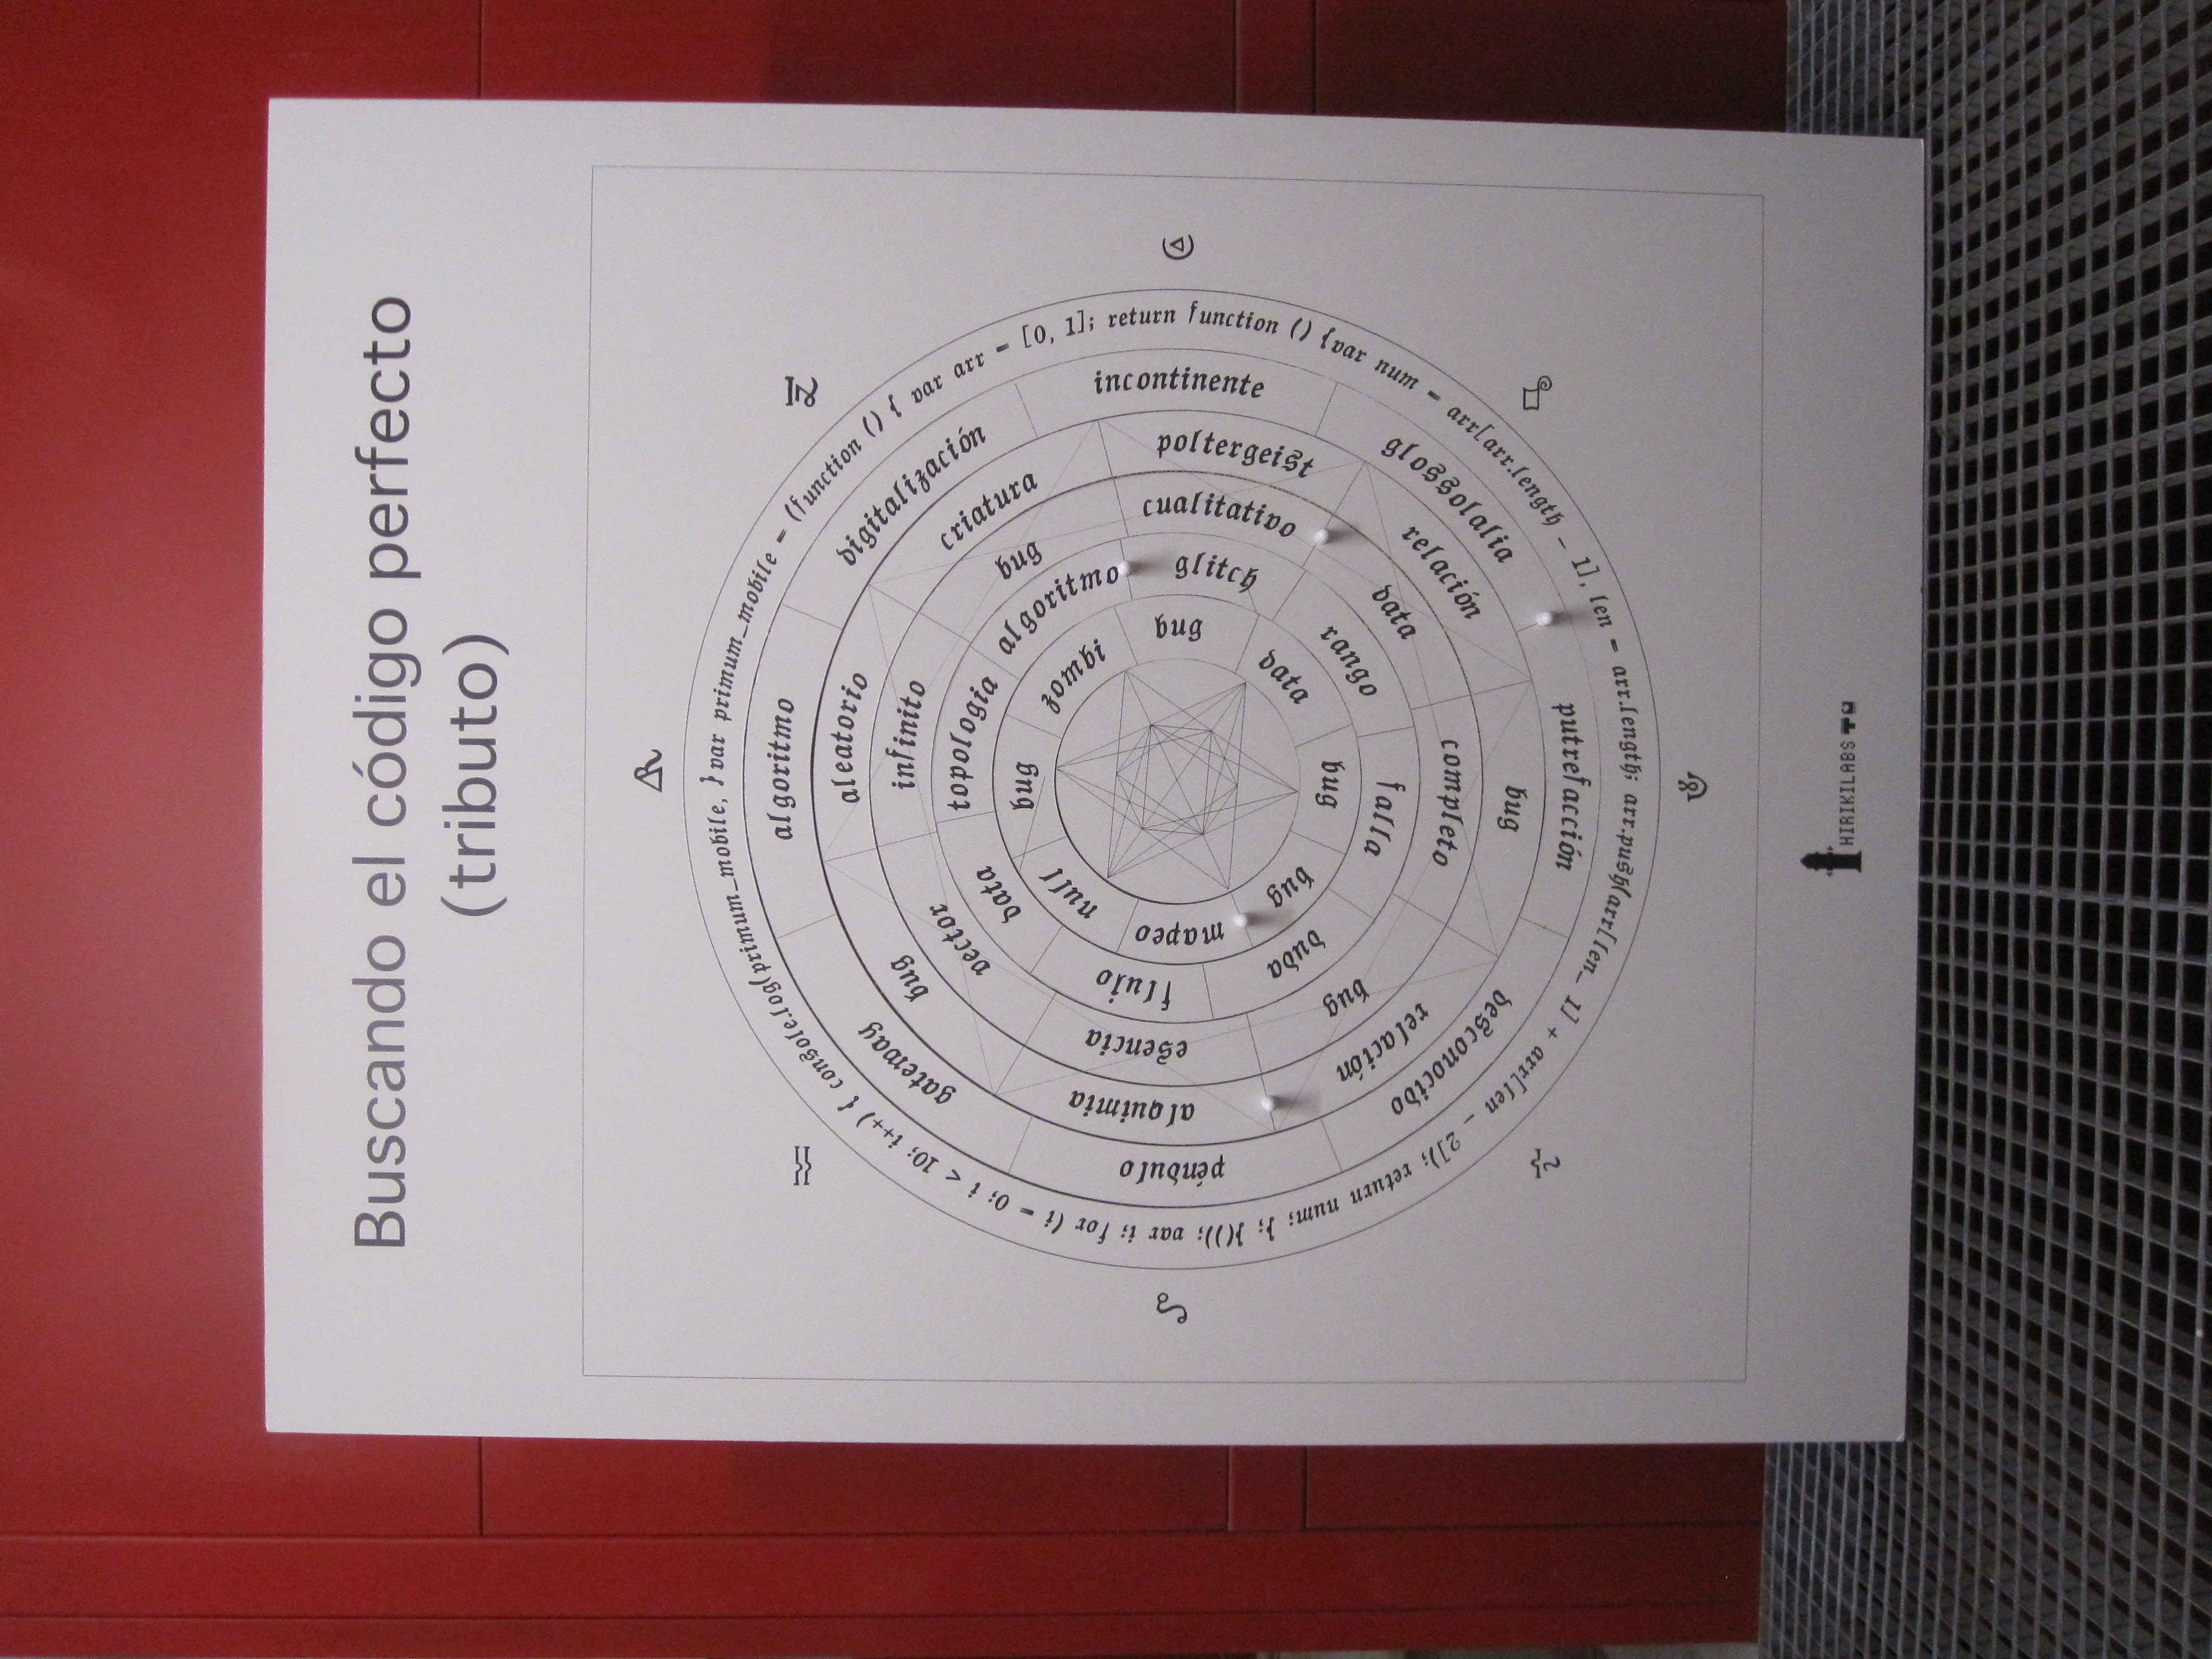 Buscando el código perfecto
(tributo)
var primum_mobile = (function () { var arr = [0, 1]; return function () {var num = arr[arr.length - 1], len = arr.length; arr.push(arr[len - 1] + arr[len - 2]); return num; }; }()); var i; for (i = 0; i < 10; i++) { console.log(primum_mobile, }
algoritmo
digitalización
incontinente
glossolalia
putrefacción
desconocido
péndulo
gateway
aleatorio
criatura
poltergeist
relación
bug
relación
alquimia
bug
infinito
bug
cualitativo
data
completo
bug
esencia
vector
topologia
algoritmo
glitch
rango
falla
duda
flujo
data
bug
zombi
bug
data
bug
bug
mapeo
null
HIRIKILABS